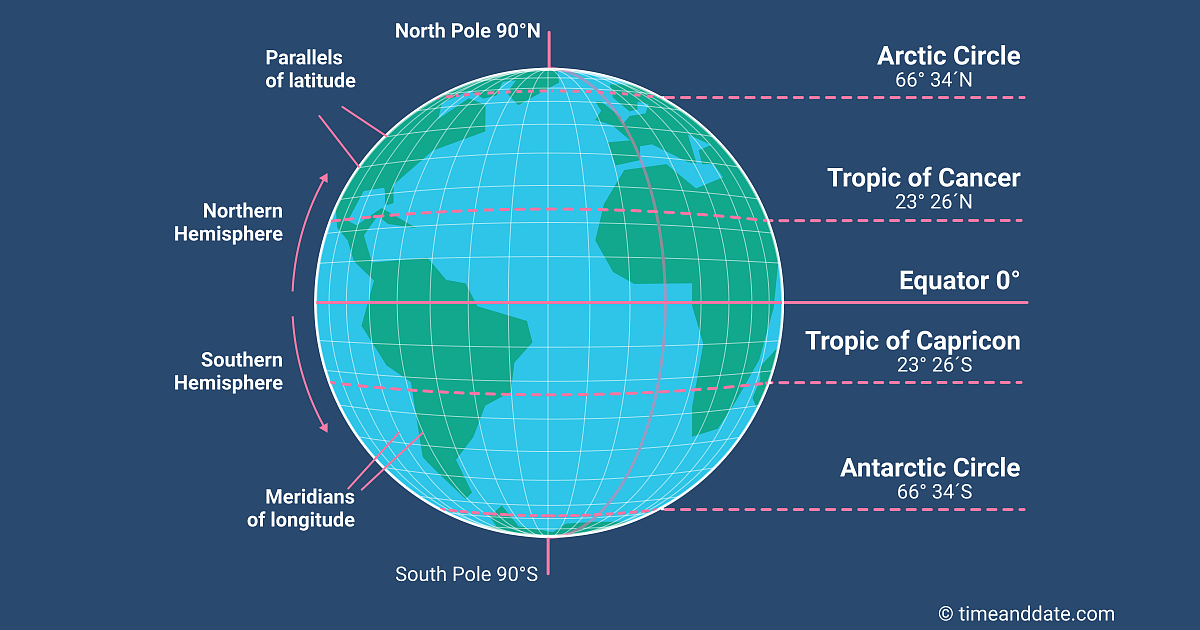 North Pole 90°N
Parallels
of latitude
Arctic Circle
66° 34´N
Tropic of Cancer
23° 26´N
Northern
Hemisphere
Equator 0°
Southern
Hemisphere
Tropic of Capricon
23° 26´S
Antarctic Circle
66° 34´S
Meridians
of longitude
South Pole 90°S
© timeanddate.com